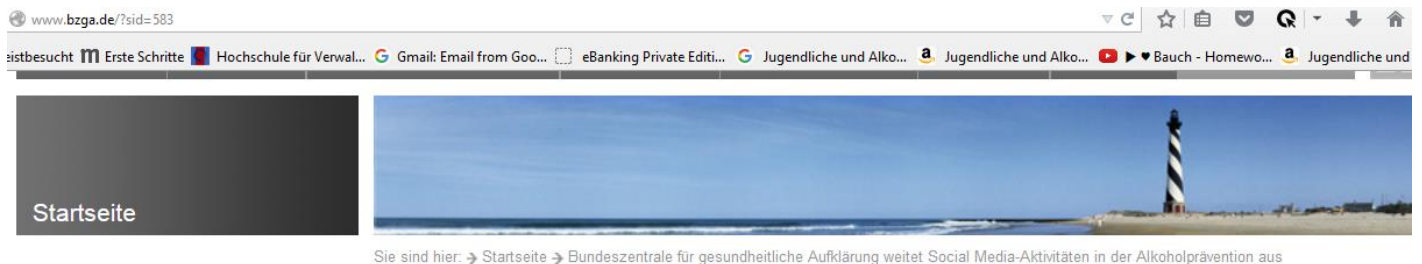 www.bzga.de/?sid=583
eistbesucht Erste Schritte Hochschule für Verwal... Gmail: Email from Goo... eBanking Private Editi... Jugendliche und Alko... Jugendliche und Alko... ▶ ♥ Bauch - Homewo... Jugendliche und
Startseite
Sie sind hier: → Startseite → Bundeszentrale für gesundheitliche Aufklärung weitet Social Media-Aktivitäten in der Alkoholprävention aus